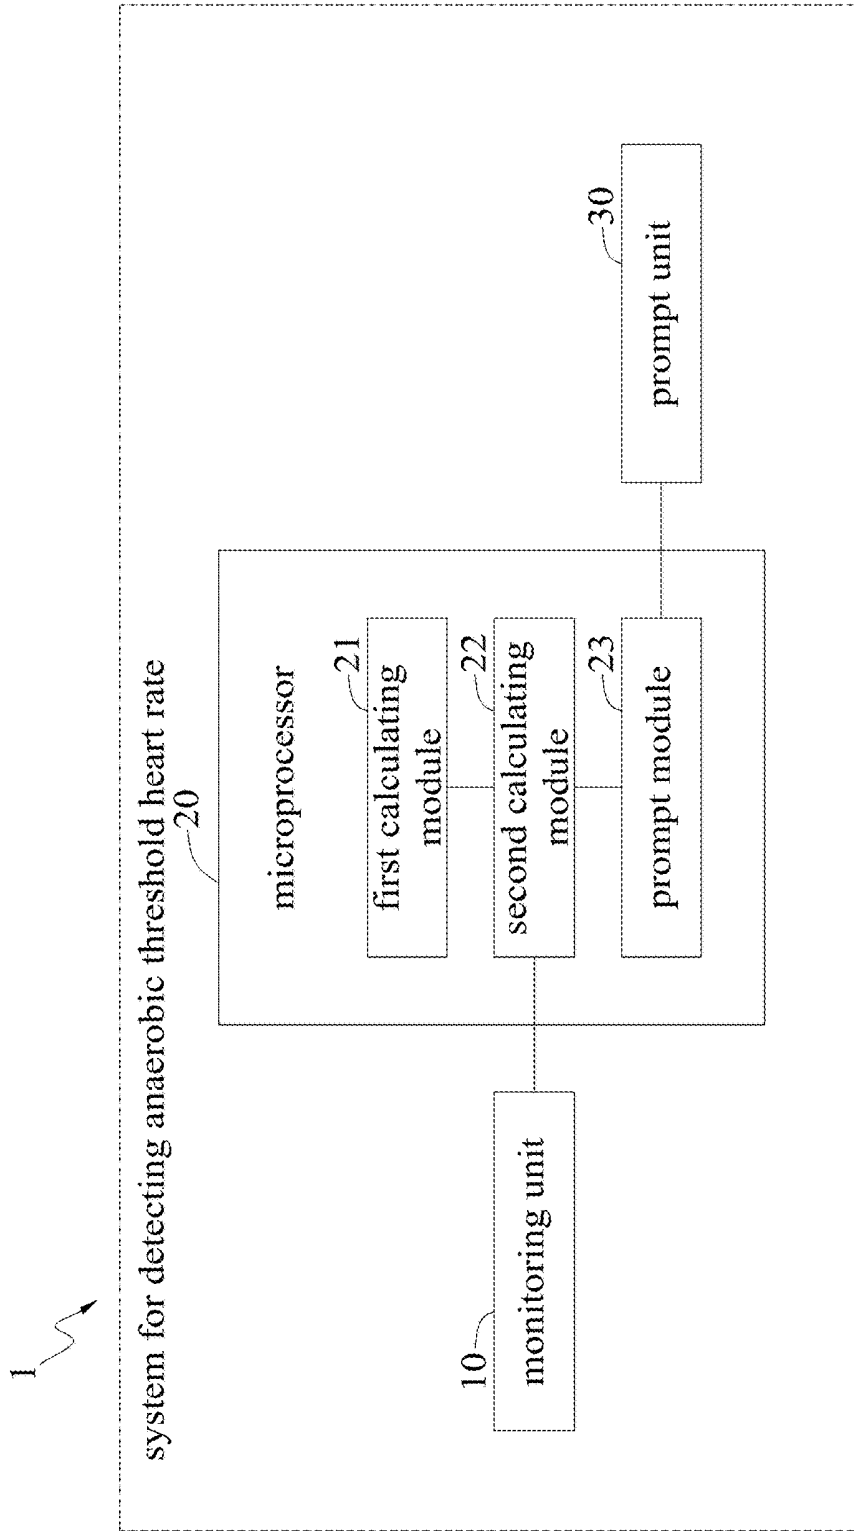 1
system for detecting anaerobic threshold heart rate
20
microprocessor
21
first calculating
module
22
second calculating
module
23
prompt module
10
monitoring unit
30
prompt unit